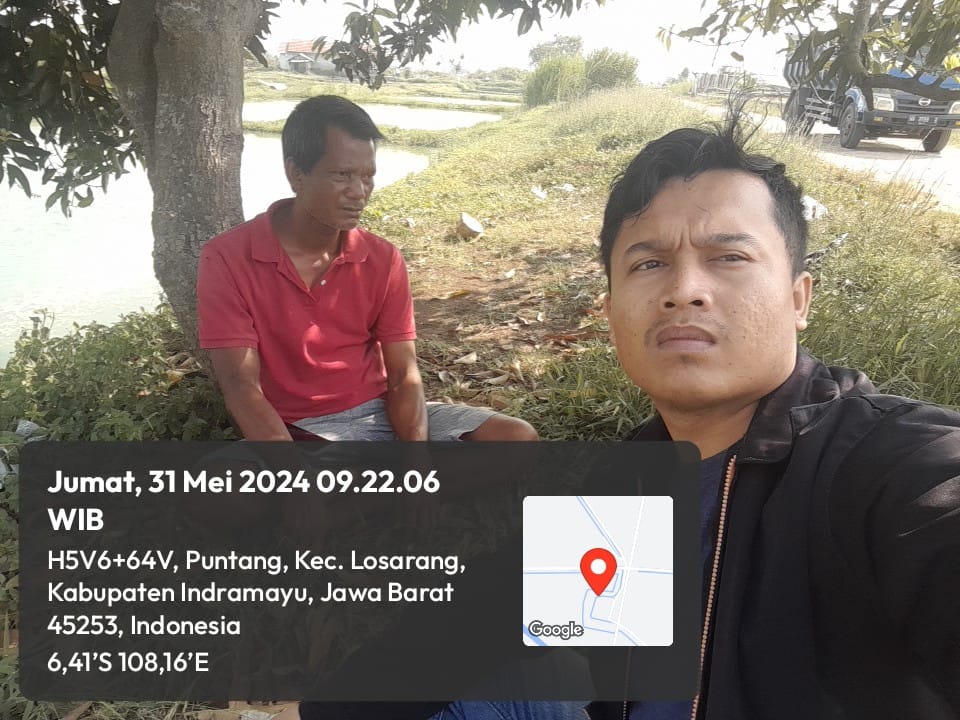 Jumat, 31 Mei 2024 09.22.06
WIB
H5V6+64V, Puntang, Kec. Losarang,
Kabupaten Indramayu, Jawa Barat
45253, Indonesia
6,41’S 108,16’E
Google